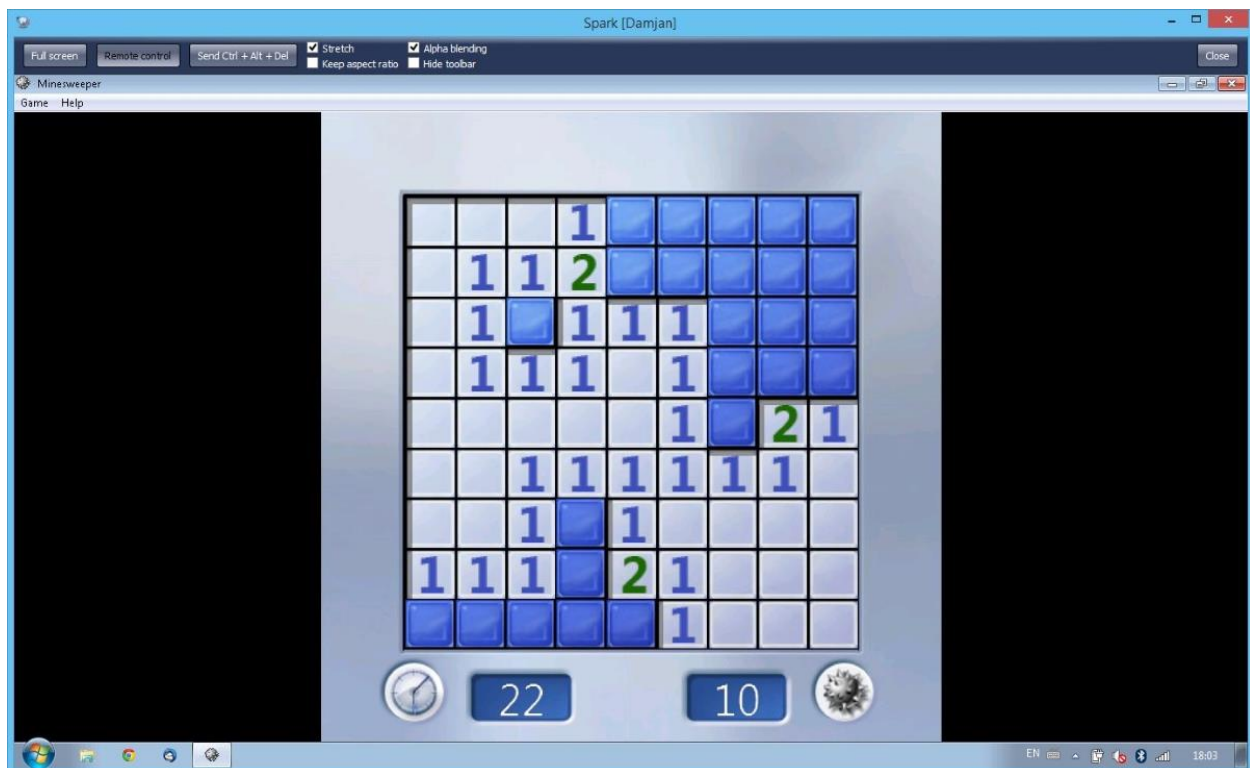 Spark [Damjan]
Full screen Remote control Send Ctrl + Alt + Del Stretch Alpha blending Close
Keep aspect ratio Hide toolbar
Minesweeper
Game Help
1
1 1 2
1 1 1 1
1 1 1 1
1 2 1
1 1 1 1 1 1
1 1
1 1 1 2 1
1
22 10
EN 18:03